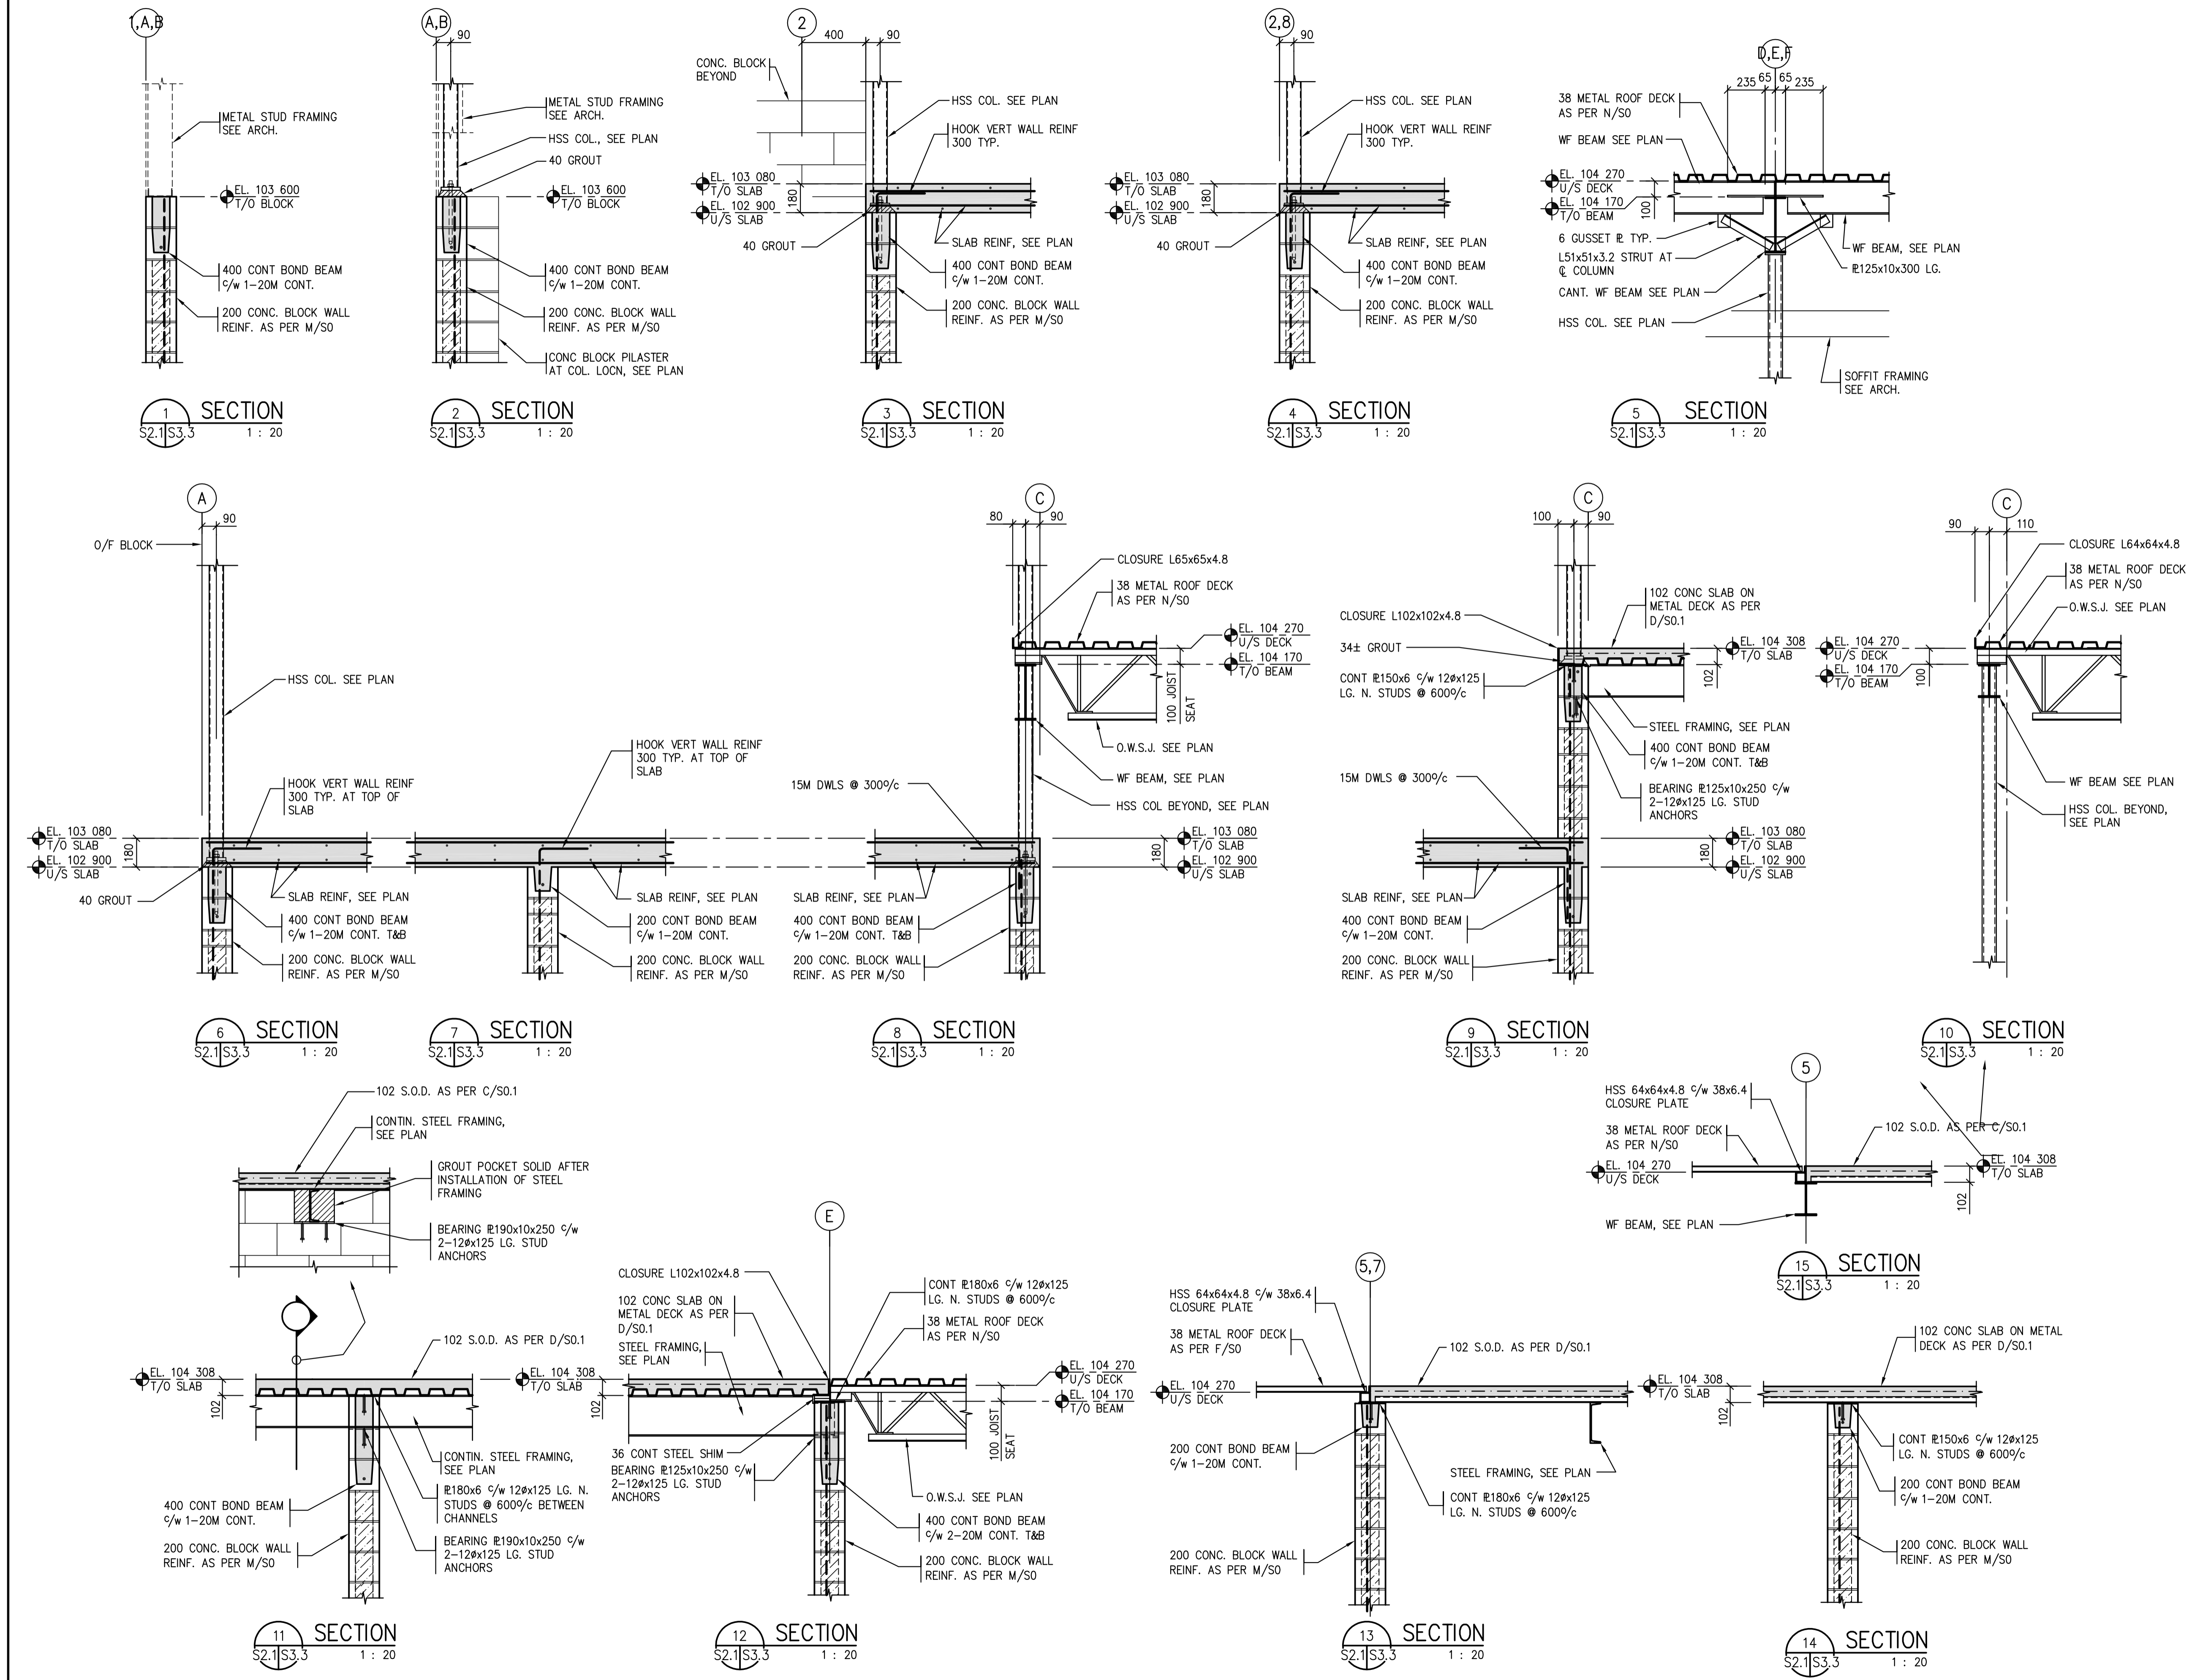 1,A,B
METAL STUD FRAMING
SEE ARCH.
EL. 103 600
T/O BLOCK
400 CONT BOND BEAM
c/w 1-20M CONT.
200 CONC. BLOCK WALL
REINF. AS PER M/S0
1
SECTION
S2.1 S3.3
1 : 20
A,B
90
METAL STUD FRAMING
SEE ARCH.
HSS COL., SEE PLAN
40 GROUT
EL. 103 600
T/O BLOCK
400 CONT BOND BEAM
c/w 1-20M CONT.
200 CONC. BLOCK WALL
REINF. AS PER M/S0
CONC BLOCK PILASTER
AT COL. LOCN, SEE PLAN
2
SECTION
S2.1 S3.3
1 : 20
2
400
90
CONC. BLOCK
BEYOND
HSS COL. SEE PLAN
HOOK VERT WALL REINF
300 TYP.
EL. 103 080
T/O SLAB
180
EL. 102 900
U/S SLAB
40 GROUT
SLAB REINF, SEE PLAN
400 CONT BOND BEAM
c/w 1-20M CONT.
200 CONC. BLOCK WALL
REINF. AS PER M/S0
3
SECTION
S2.1 S3.3
1 : 20
2,8
90
HSS COL. SEE PLAN
HOOK VERT WALL REINF
300 TYP.
EL. 103 080
T/O SLAB
180
EL. 102 900
U/S SLAB
40 GROUT
SLAB REINF, SEE PLAN
400 CONT BOND BEAM
c/w 1-20M CONT.
200 CONC. BLOCK WALL
REINF. AS PER M/S0
4
SECTION
S2.1 S3.3
1 : 20
D,E,F
235 65 65 235
38 METAL ROOF DECK
AS PER N/S0
WF BEAM SEE PLAN
EL. 104 270
U/S DECK
EL. 104 170
T/O BEAM
100
6 GUSSET PL TYP.
L51x51x3.2 STRUT AT
CL COLUMN
CANT. WF BEAM SEE PLAN
HSS COL. SEE PLAN
WF BEAM, SEE PLAN
PL125x10x300 LG.
SOFFIT FRAMING
SEE ARCH.
5
SECTION
S2.1 S3.3
1 : 20
A
90
O/F BLOCK
HSS COL. SEE PLAN
HOOK VERT WALL REINF
300 TYP. AT TOP OF
SLAB
EL. 103 080
T/O SLAB
180
EL. 102 900
U/S SLAB
40 GROUT
SLAB REINF, SEE PLAN
400 CONT BOND BEAM
c/w 1-20M CONT. T&B
200 CONC. BLOCK WALL
REINF. AS PER M/S0
6
SECTION
S2.1 S3.3
1 : 20
HOOK VERT WALL REINF
300 TYP. AT TOP OF
SLAB
SLAB REINF, SEE PLAN
200 CONT BOND BEAM
c/w 1-20M CONT.
200 CONC. BLOCK WALL
REINF. AS PER M/S0
7
SECTION
S2.1 S3.3
1 : 20
C
80
90
CLOSURE L65x65x4.8
38 METAL ROOF DECK
AS PER N/S0
EL. 104 270
U/S DECK
EL. 104 170
T/O BEAM
100 JOIST
SEAT
O.W.S.J. SEE PLAN
WF BEAM, SEE PLAN
HSS COL BEYOND, SEE PLAN
15M DWLS @ 300o/c
EL. 103 080
T/O SLAB
180
EL. 102 900
U/S SLAB
SLAB REINF, SEE PLAN
400 CONT BOND BEAM
c/w 1-20M CONT. T&B
200 CONC. BLOCK WALL
REINF. AS PER M/S0
8
SECTION
S2.1 S3.3
1 : 20
C
100
90
CLOSURE L102x102x4.8
34± GROUT
CONT PL150x6 c/w 12øx125
LG. N. STUDS @ 600o/c
102 CONC SLAB ON
METAL DECK AS PER
D/S0.1
EL. 104 308
T/O SLAB
102
STEEL FRAMING, SEE PLAN
400 CONT BOND BEAM
c/w 1-20M CONT. T&B
BEARING PL125x10x250 c/w
2-12øx125 LG. STUD
ANCHORS
15M DWLS @ 300o/c
EL. 103 080
T/O SLAB
180
EL. 102 900
U/S SLAB
SLAB REINF, SEE PLAN
400 CONT BOND BEAM
c/w 1-20M CONT.
200 CONC. BLOCK WALL
REINF. AS PER M/S0
9
SECTION
S2.1 S3.3
1 : 20
C
90
110
CLOSURE L64x64x4.8
38 METAL ROOF DECK
AS PER N/S0
O.W.S.J. SEE PLAN
EL. 104 270
U/S DECK
EL. 104 170
T/O BEAM
100
WF BEAM SEE PLAN
HSS COL. BEYOND,
SEE PLAN
10
SECTION
S2.1 S3.3
1 : 20
102 S.O.D. AS PER C/S0.1
CONTIN. STEEL FRAMING,
SEE PLAN
GROUT POCKET SOLID AFTER
INSTALLATION OF STEEL
FRAMING
BEARING PL190x10x250 c/w
2-12øx125 LG. STUD
ANCHORS
102 S.O.D. AS PER D/S0.1
EL. 104 308
T/O SLAB
102
CONTIN. STEEL FRAMING,
SEE PLAN
PL180x6 c/w 12øx125 LG. N.
STUDS @ 600o/c BETWEEN
CHANNELS
BEARING PL190x10x250 c/w
2-12øx125 LG. STUD
ANCHORS
400 CONT BOND BEAM
c/w 1-20M CONT.
200 CONC. BLOCK WALL
REINF. AS PER M/S0
11
SECTION
S2.1 S3.3
1 : 20
E
CLOSURE L102x102x4.8
102 CONC SLAB ON
METAL DECK AS PER
D/S0.1
STEEL FRAMING,
SEE PLAN
CONT PL180x6 c/w 12øx125
LG. N. STUDS @ 600o/c
38 METAL ROOF DECK
AS PER N/S0
EL. 104 308
T/O SLAB
102
EL. 104 270
U/S DECK
EL. 104 170
T/O BEAM
100 JOIST
SEAT
36 CONT STEEL SHIM
BEARING PL125x10x250 c/w
2-12øx125 LG. STUD
ANCHORS
O.W.S.J. SEE PLAN
400 CONT BOND BEAM
c/w 2-20M CONT. T&B
200 CONC. BLOCK WALL
REINF. AS PER M/S0
12
SECTION
S2.1 S3.3
1 : 20
5,7
HSS 64x64x4.8 c/w 38x6.4
CLOSURE PLATE
38 METAL ROOF DECK
AS PER F/S0
102 S.O.D. AS PER D/S0.1
EL. 104 270
U/S DECK
200 CONT BOND BEAM
c/w 1-20M CONT.
STEEL FRAMING, SEE PLAN
CONT PL180x6 c/w 12øx125
LG. N. STUDS @ 600o/c
200 CONC. BLOCK WALL
REINF. AS PER M/S0
13
SECTION
S2.1 S3.3
1 : 20
5
HSS 64x64x4.8 c/w 38x6.4
CLOSURE PLATE
38 METAL ROOF DECK
AS PER N/S0
102 S.O.D. AS PER C/S0.1
EL. 104 270
U/S DECK
EL. 104 308
T/O SLAB
102
WF BEAM, SEE PLAN
15
SECTION
S2.1 S3.3
1 : 20
102 CONC SLAB ON METAL
DECK AS PER D/S0.1
EL. 104 308
T/O SLAB
102
CONT PL150x6 c/w 12øx125
LG. N. STUDS @ 600o/c
200 CONT BOND BEAM
c/w 1-20M CONT.
200 CONC. BLOCK WALL
REINF. AS PER M/S0
14
SECTION
S2.1 S3.3
1 : 20